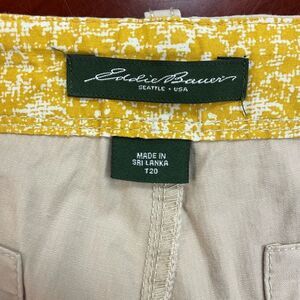 Eddie Bauer
SEATTLE • USA
MADE IN
SRI LANKA
T20